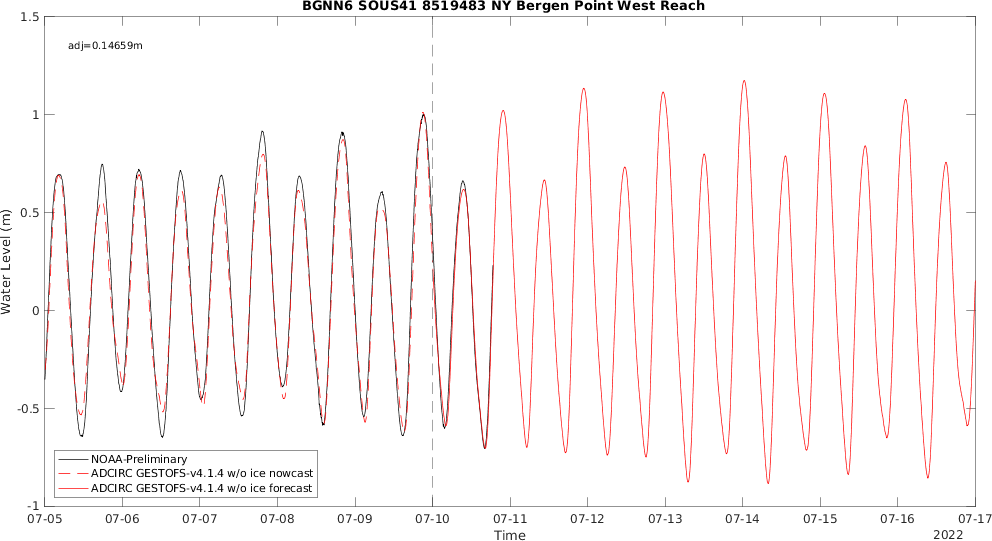 BGNN6 SOUS41 8519483 NY Bergen Point West Reach
1.5
adj=0.14659m
1
0.5
Water Level (m)
0
-0.5
NOAA-Preliminary
ADCIRC GESTOFS-v4.1.4 w/o ice nowcast
ADCIRC GESTOFS-v4.1.4 w/o ice forecast
-1
07-05 07-06 07-07 07-08 07-09 07-10 07-11 07-12 07-13 07-14 07-15 07-16 07-17
Time
2022